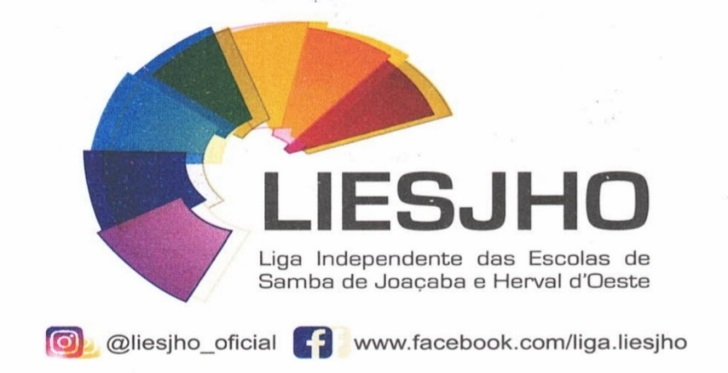 LIESJHO
Liga Independente das Escolas de
Samba de Joaçaba e Herval d'Oeste
@liesjho_oficial www.facebook.com/liga.liesjho